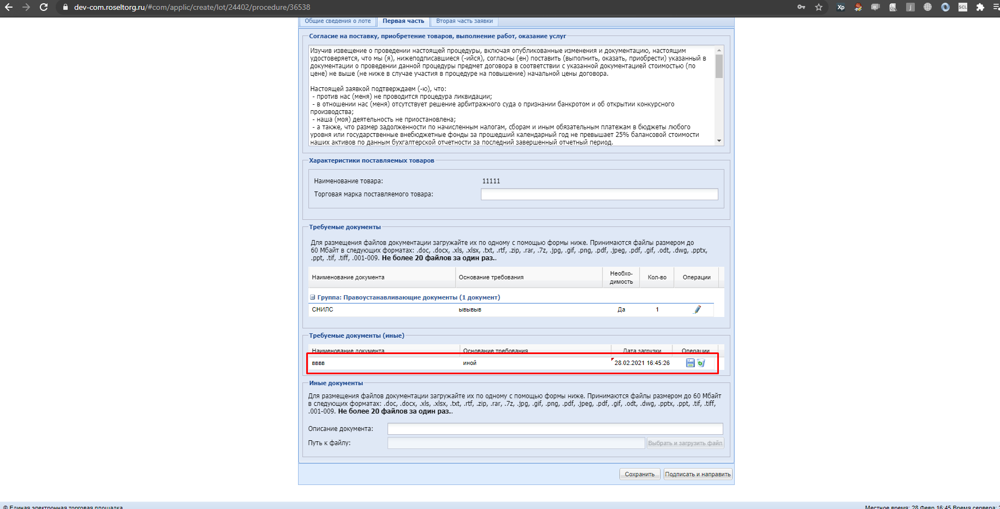 dev-com.roseltorg.ru/#com/applic/create/lot/24402/procedure/36538
Xp
j
SCL
Общие сведения о лоте
Первая часть
Вторая часть заявки
Согласие на поставку, приобретение товаров, выполнение работ, оказание услуг
Изучив извещение о проведении настоящей процедуры, включая опубликованные изменения и документацию, настоящим
удостоверяется, что мы (я), нижеподписавшиеся (-ийся), согласны (ен) поставить (выполнить, оказать, приобрести) указанный в
документации о проведении данной процедуры предмет договора в соответствии с указанной документацией стоимостью (по
цене) не выше (не ниже в случае участия в процедуре на повышение) начальной цены договора.
Настоящей заявкой подтверждаем (-ю), что:
- против нас (меня) не проводится процедура ликвидации;
- в отношении нас (меня) отсутствует решение арбитражного суда о признании банкротом и об открытии конкурсного
производства;
- наша (моя) деятельность не приостановлена;
- а также, что размер задолженности по начисленным налогам, сборам и иным обязательным платежам в бюджеты любого
уровня или государственные внебюджетные фонды за прошедший календарный год не превышает 25% балансовой стоимости
наших активов по данным бухгалтерской отчетности за последний завершенный отчетный период.
Характеристики поставляемых товаров
Наименование товара: 11111
Торговая марка поставляемого товара:
Требуемые документы
Для размещения файлов документации загружайте их по одному с помощью формы ниже. Принимаются файлы размером до
60 Мбайт в следующих форматах: .doc, .docx, .xls, .xlsx, .txt, .rtf, .zip, .rar, .7z, .jpg, .gif, .png, .pdf, .jpeg, .pdf, .gif, .odt, .dwg, .pptx,
.ppt, .tif, .tiff, .001-009. Не более 20 файлов за один раз..
Наименование документа Основание требования Необхо-
димость Кол-во Операции
Группа: Правоустанавливающие документы (1 документ)
СНИЛС ывывыв Да 1
Требуемые документы (иные)
Наименование документа Основание требования Дата загрузки Операции
вввв иной 28.02.2021 16:45:26
Иные документы
Для размещения файлов документации загружайте их по одному с помощью формы ниже. Принимаются файлы размером до 60 Мбайт
в следующих форматах: .doc, .docx, .xls, .xlsx, .txt, .rtf, .zip, .rar, .7z, .jpg, .gif, .png, .pdf, .jpeg, .pdf, .gif, .odt, .dwg, .pptx, .ppt, .tif, .tiff,
.001-009. Не более 20 файлов за один раз..
Описание документа:
Путь к файлу: Выбрать и загрузить файл
Сохранить Подписать и направить
© Единая электронная торговая площадка
Местное время: 28 Февр 16:45 Время сервера: